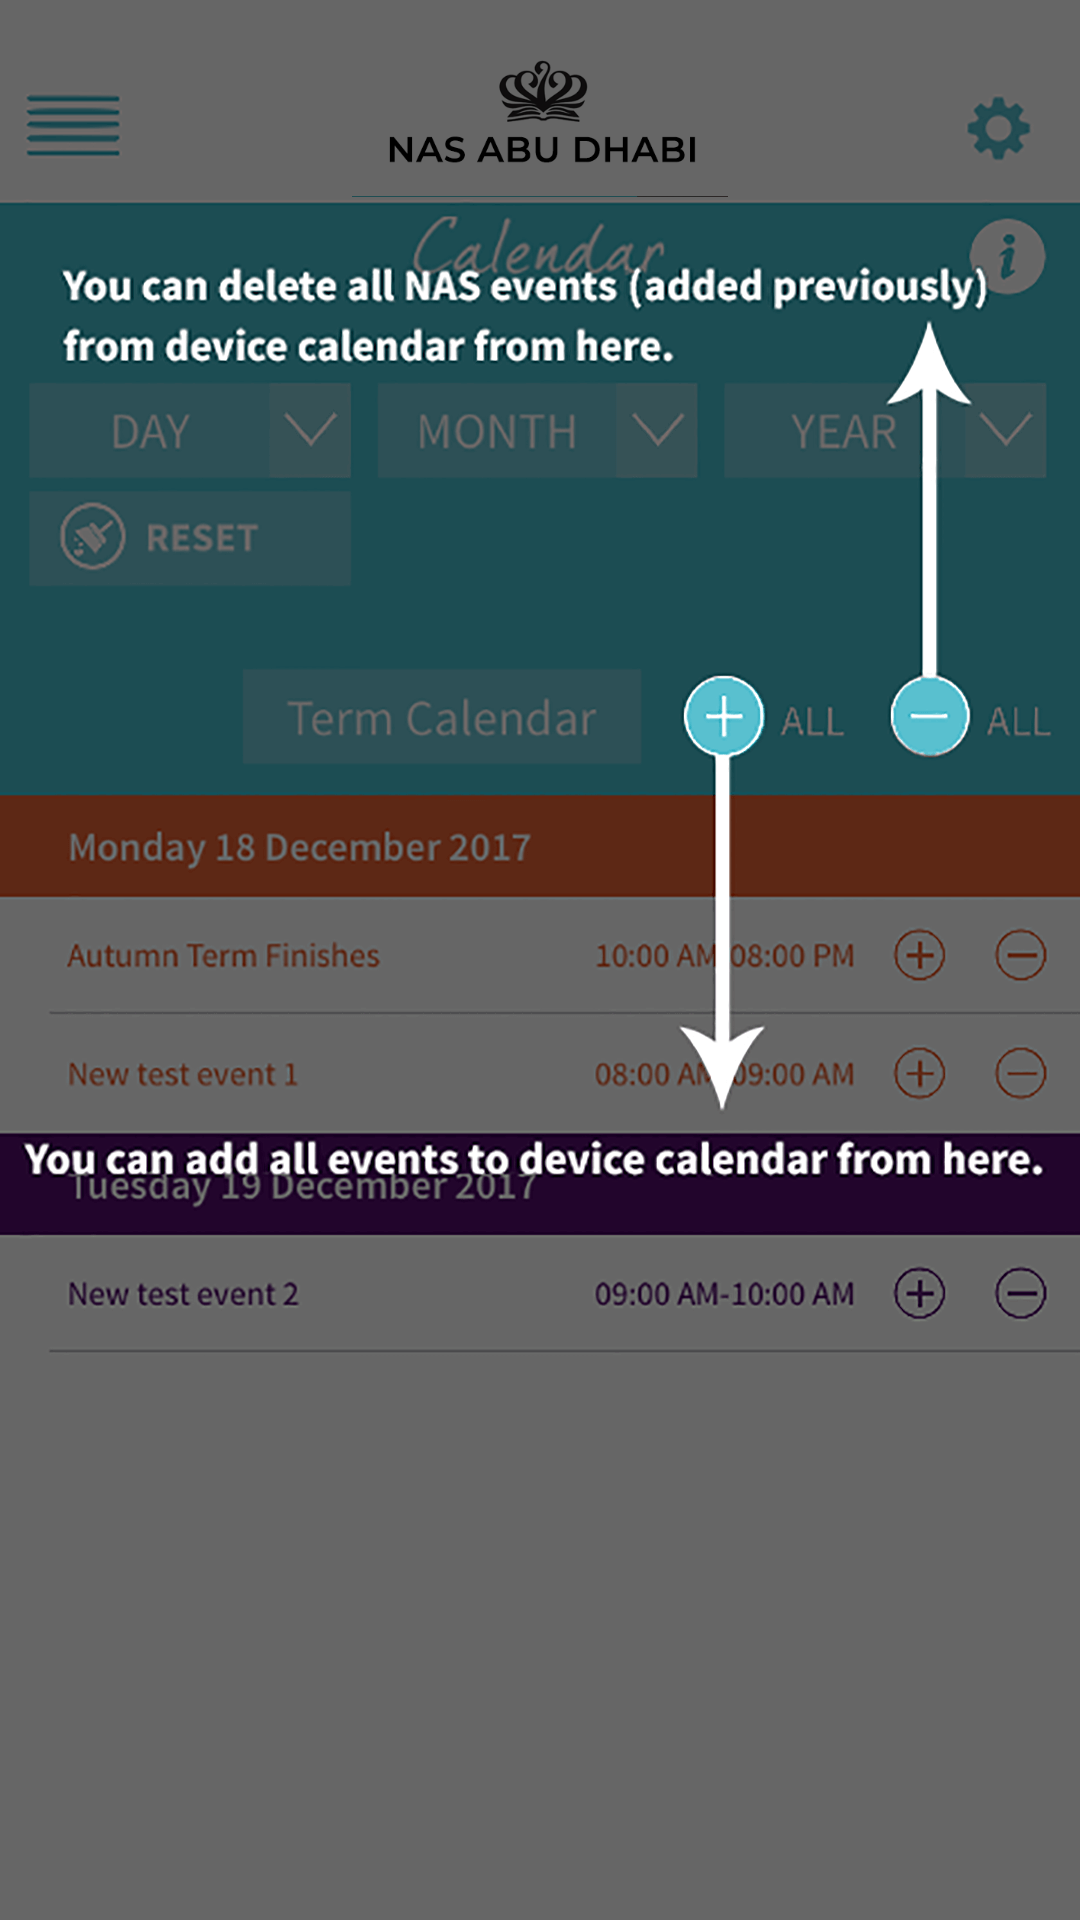 NAS ABU DHABI
Calendar
i
You can delete all NAS events (added previously)
from device calendar from here.
DAY
MONTH
YEAR
RESET
Term Calendar
ALL
ALL
Monday 18 December 2017
Autumn Term Finishes 10:00 AM 08:00 PM
New test event 1 08:00 AM 09:00 AM
You can add all events to device calendar from here.
Tuesday 19 December 2017
New test event 2 09:00 AM-10:00 AM